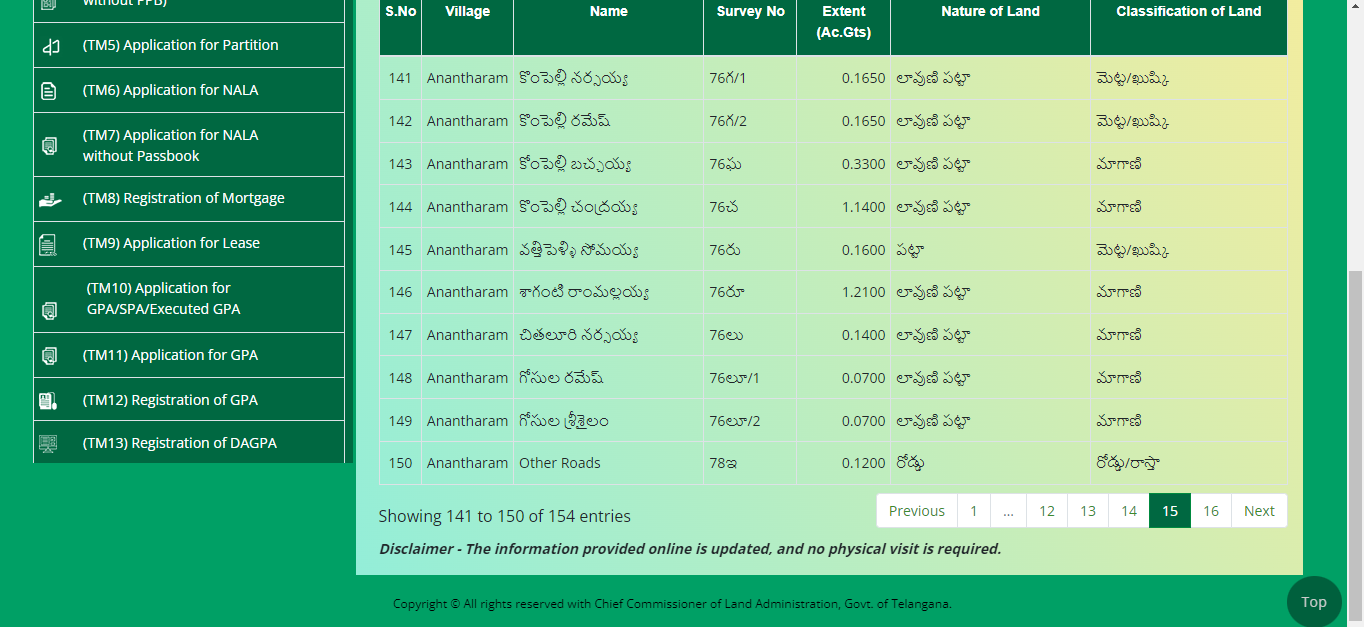 without PPB)
(TM5) Application for Partition
(TM6) Application for NALA
(TM7) Application for NALA
without Passbook
(TM8) Registration of Mortgage
(TM9) Application for Lease
(TM10) Application for
GPA/SPA/Executed GPA
(TM11) Application for GPA
(TM12) Registration of GPA
(TM13) Registration of DAGPA
S.No Village Name Survey No Extent (Ac.Gts) Nature of Land Classification of Land
141 Anantharam కొంపెల్లి నర్సయ్య 76గ/1 0.1650 లావుణి పట్టా మెట్ట/ఖుష్కి
142 Anantharam కొంపెల్లి రమేష్ 76గ/2 0.1650 లావుణి పట్టా మెట్ట/ఖుష్కి
143 Anantharam కోంపెల్లి బచ్చయ్య 76ఘ 0.3300 లావుణి పట్టా మాగాణి
144 Anantharam కొంపెల్లి చంద్రయ్య 76చ 1.1400 లావుణి పట్టా మాగాణి
145 Anantharam వత్తిపెళ్ళి సోమయ్య 76రు 0.1600 పట్టా మెట్ట/ఖుష్కి
146 Anantharam శాగంటి రాంమల్లయ్య 76రూ 1.2100 లావుణి పట్టా మాగాణి
147 Anantharam చితలూరి నర్సయ్య 76లు 0.1400 లావుణి పట్టా మాగాణి
148 Anantharam గోసుల రమేష్ 76లూ/1 0.0700 లావుణి పట్టా మాగాణి
149 Anantharam గోసుల శ్రీశైలం 76లూ/2 0.0700 లావుణి పట్టా మాగాణి
150 Anantharam Other Roads 78ఇ 0.1200 రోడ్డు రోడ్డు/రాస్తా
Showing 141 to 150 of 154 entries
Previous 1 ... 12 13 14 15 16 Next
Disclaimer - The information provided online is updated, and no physical visit is required.
Copyright © All rights reserved with Chief Commissioner of Land Administration, Govt. of Telangana.
Top